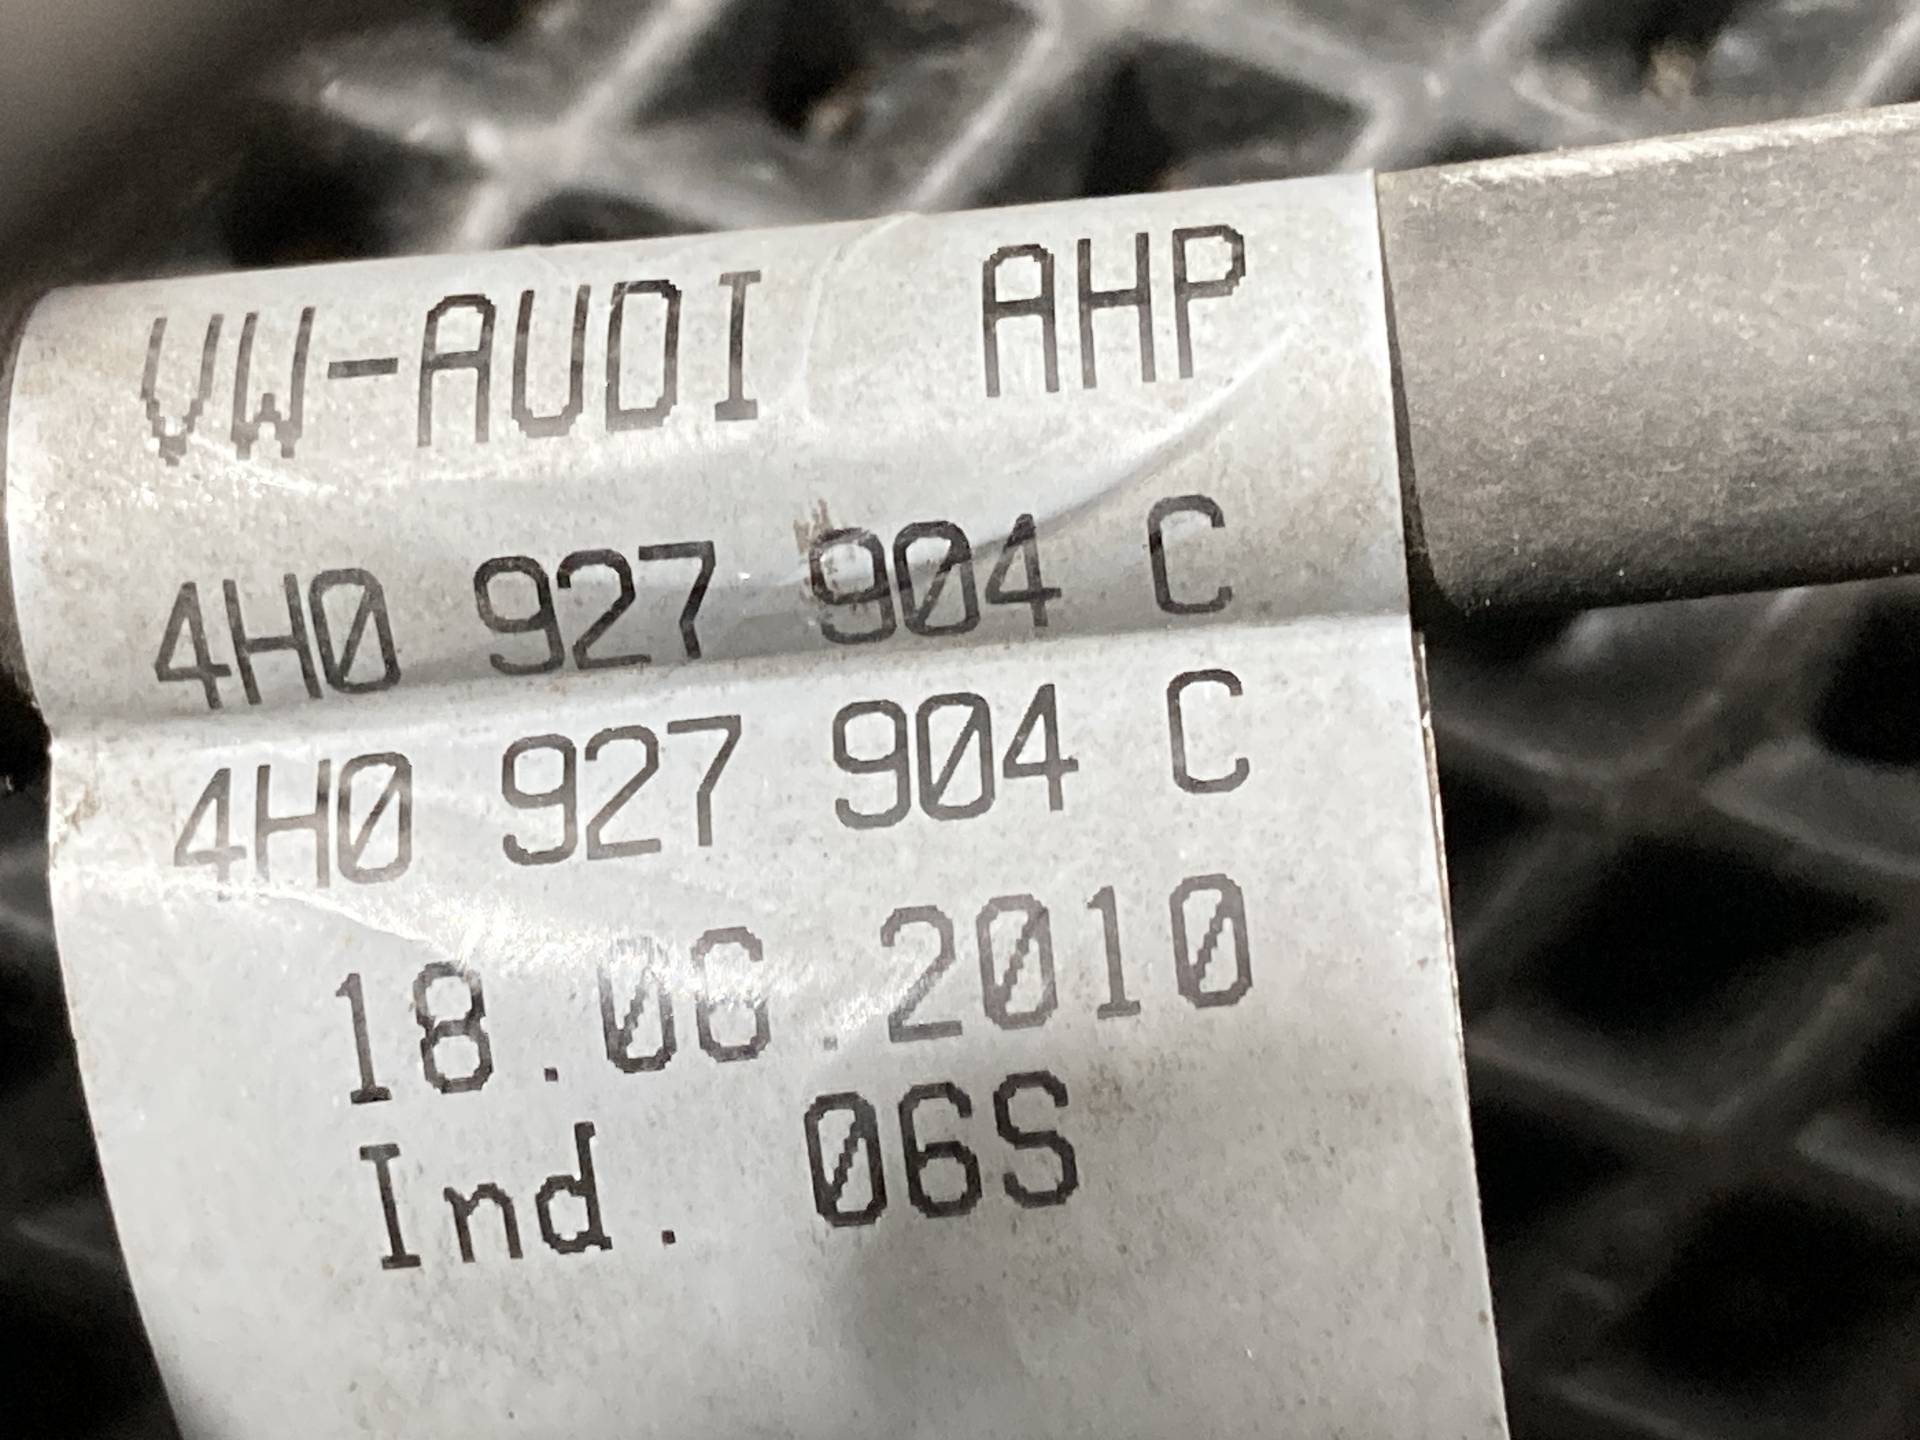 VW-AUDI AHP
4H0 927 904 C
4H0 927 904 C
18.06.2010
Ind. 06S